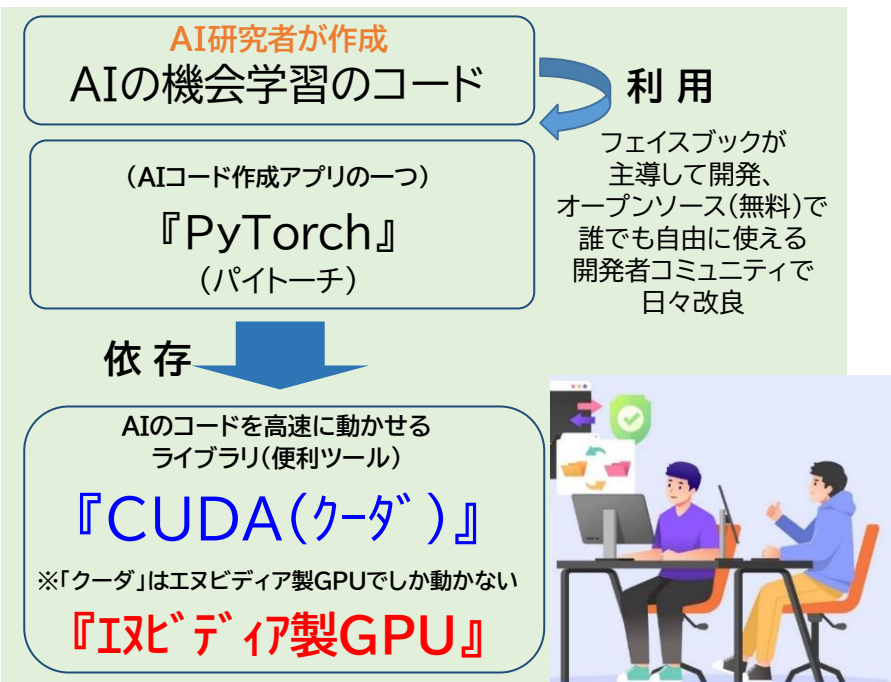 AI研究者が作成
AIの機会学習のコード
利 用
フェイスブックが
主導して開発、
オープンソース(無料)で
誰でも自由に使える
開発者コミュニティで
日々改良
(AIコード作成アプリの一つ)
『PyTorch』
(パイトーチ)
依 存
AIのコードを高速に動かせる
ライブラリ(便利ツール)
『CUDA(クーダ)』
※「クーダ」はエヌビディア製GPUでしか動かない
『エヌビディア製GPU』